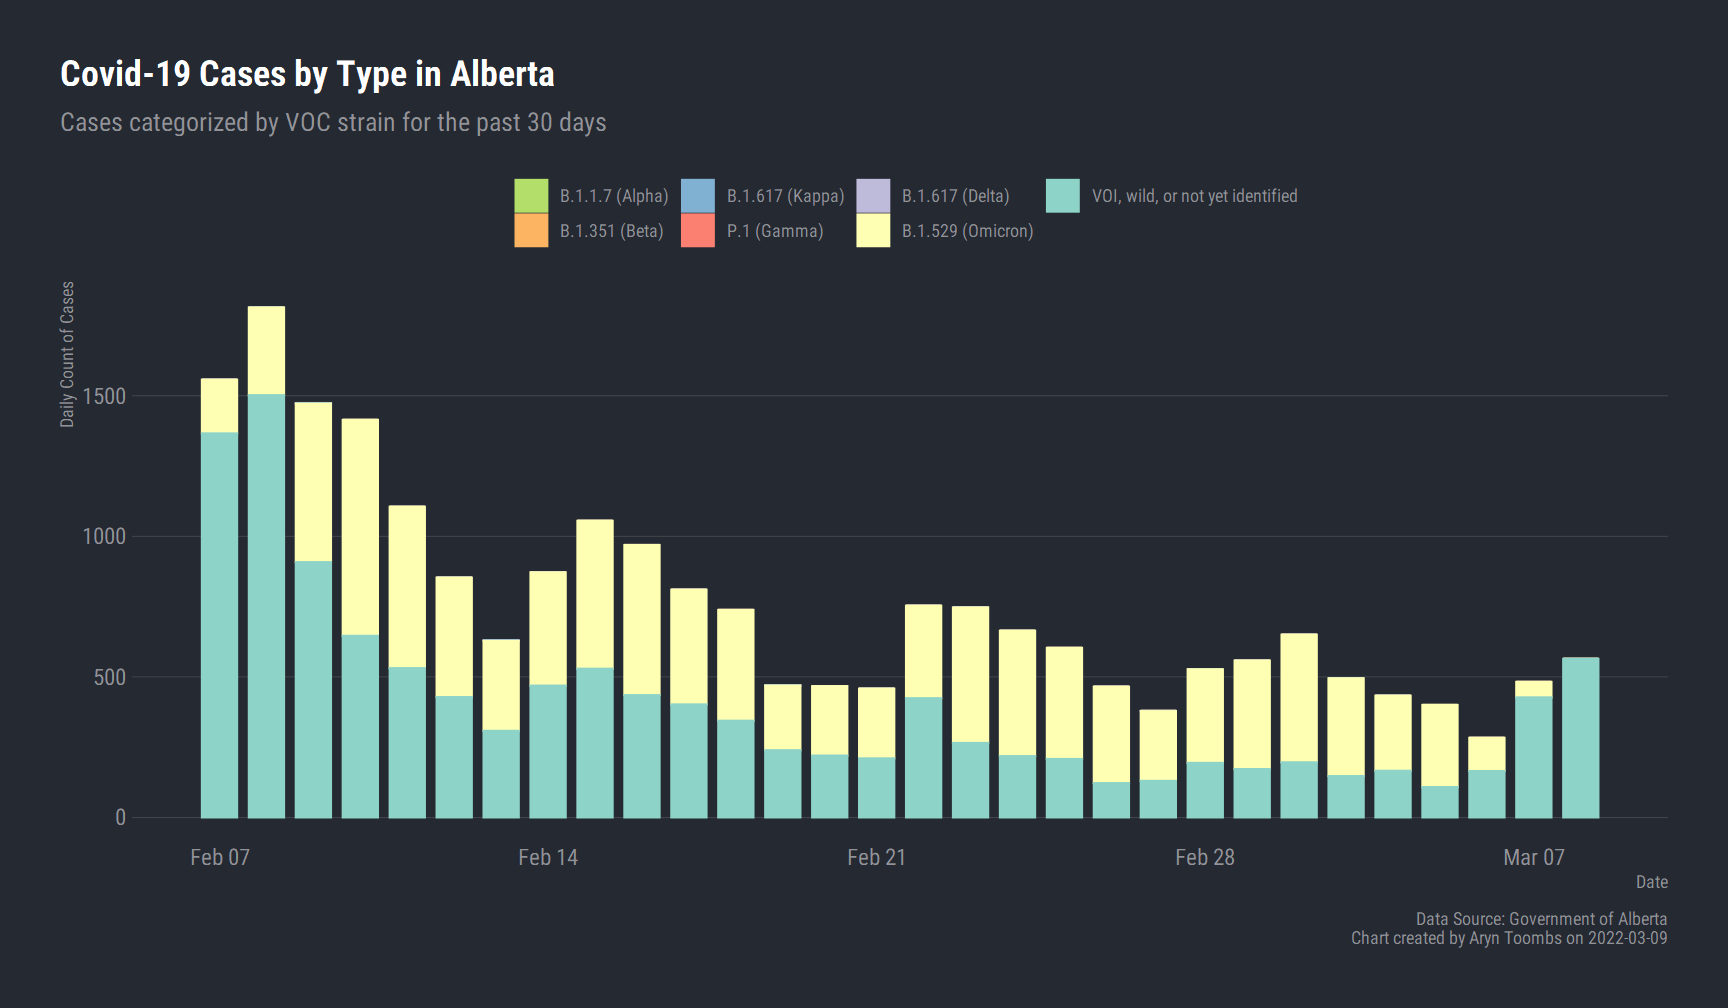 Covid-19 Cases by Type in Alberta
Cases categorized by VOC strain for the past 30 days
B.1.1.7 (Alpha)
B.1.617 (Kappa)
B.1.617 (Delta)
VOI, wild, or not yet identified
B.1.351 (Beta)
P.1 (Gamma)
B.1.529 (Omicron)
Daily Count of Cases
1500
1000
500
0
Feb 07
Feb 14
Feb 21
Feb 28
Mar 07
Date
Data Source: Government of Alberta
Chart created by Aryn Toombs on 2022-03-09